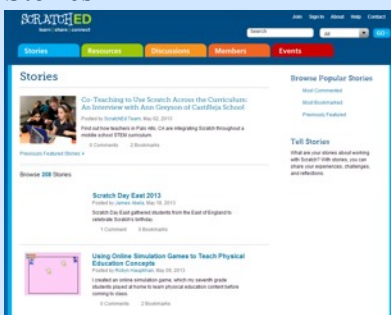 SCRATCHED
learn | share | connect
Join Sign In About Help Contact
Search
All
GO
Stories
Resources
Discussions
Members
Events
Stories
Co-Teaching to Use Scratch Across the Curriculum:
An Interview with Ann Greyson of Castilleja School
Posted by ScratchEd Team, May 02, 2013
Find out how teachers in Palo Alto, CA are integrating Scratch throughout a
middle school STEM curriculum.
0 Comments 2 Bookmarks
Previously Featured Stories »
Browse 208 Stories
Scratch Day East 2013
Posted by James Abela, May 18, 2013
Scratch Day East gathered students from the East of England to
celebrate Scratch's birthday.
1 Comment 0 Bookmarks
Using Online Simulation Games to Teach Physical
Education Concepts
Posted by Robyn Hauptman, May 09, 2013
I created an online simulation game, which my seventh grade
students played at home to learn physical education content before
coming to class.
0 Comments 2 Bookmarks
Browse Popular Stories
Most Commented
Most Bookmarked
Previously Featured
Tell Stories
What are your stories about working
with Scratch? With stories, you can
share your experiences, challenges,
and reflections.